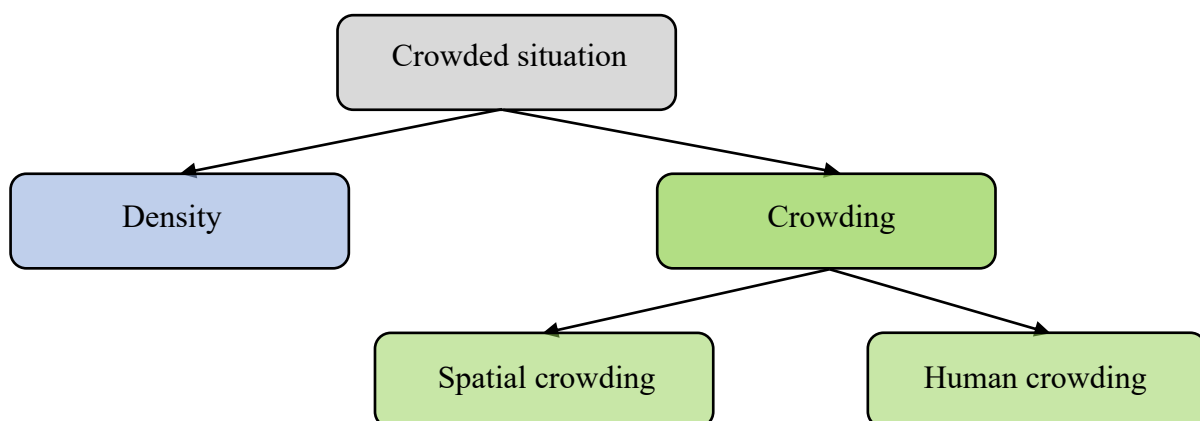 Crowded situation
Density
Crowding
Spatial crowding
Human crowding